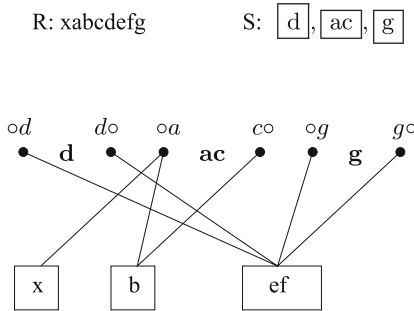 R: xabcdefg S: d, ac, g
∘d d∘ ∘a c∘ ∘g g∘
d ac g
x b ef